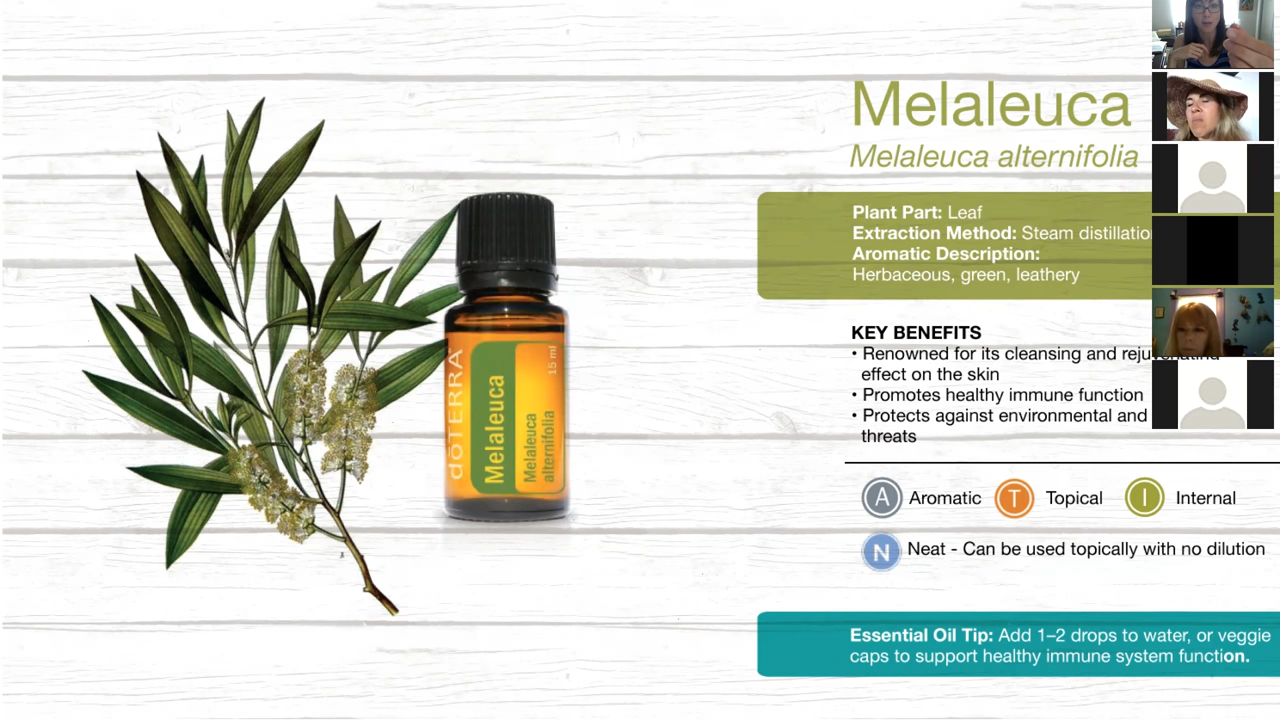 Melaleuca
Melaleuca alternifolia
Plant Part: Leaf
Extraction Method: Steam distillatio
Aromatic Description:
Herbaceous, green, leathery
KEY BENEFITS
• Renowned for its cleansing and
effect on the skin
• Promotes healthy immune function
• Protects against environmental and
threats
A Aromatic T Topical I Internal
N Neat - Can be used topically with no dilution
Essential Oil Tip: Add 1–2 drops to water, or veggie
caps to support healthy immune system function.
dōTERRA
Melaleuca
Melaleuca
alternifolia
15 ml